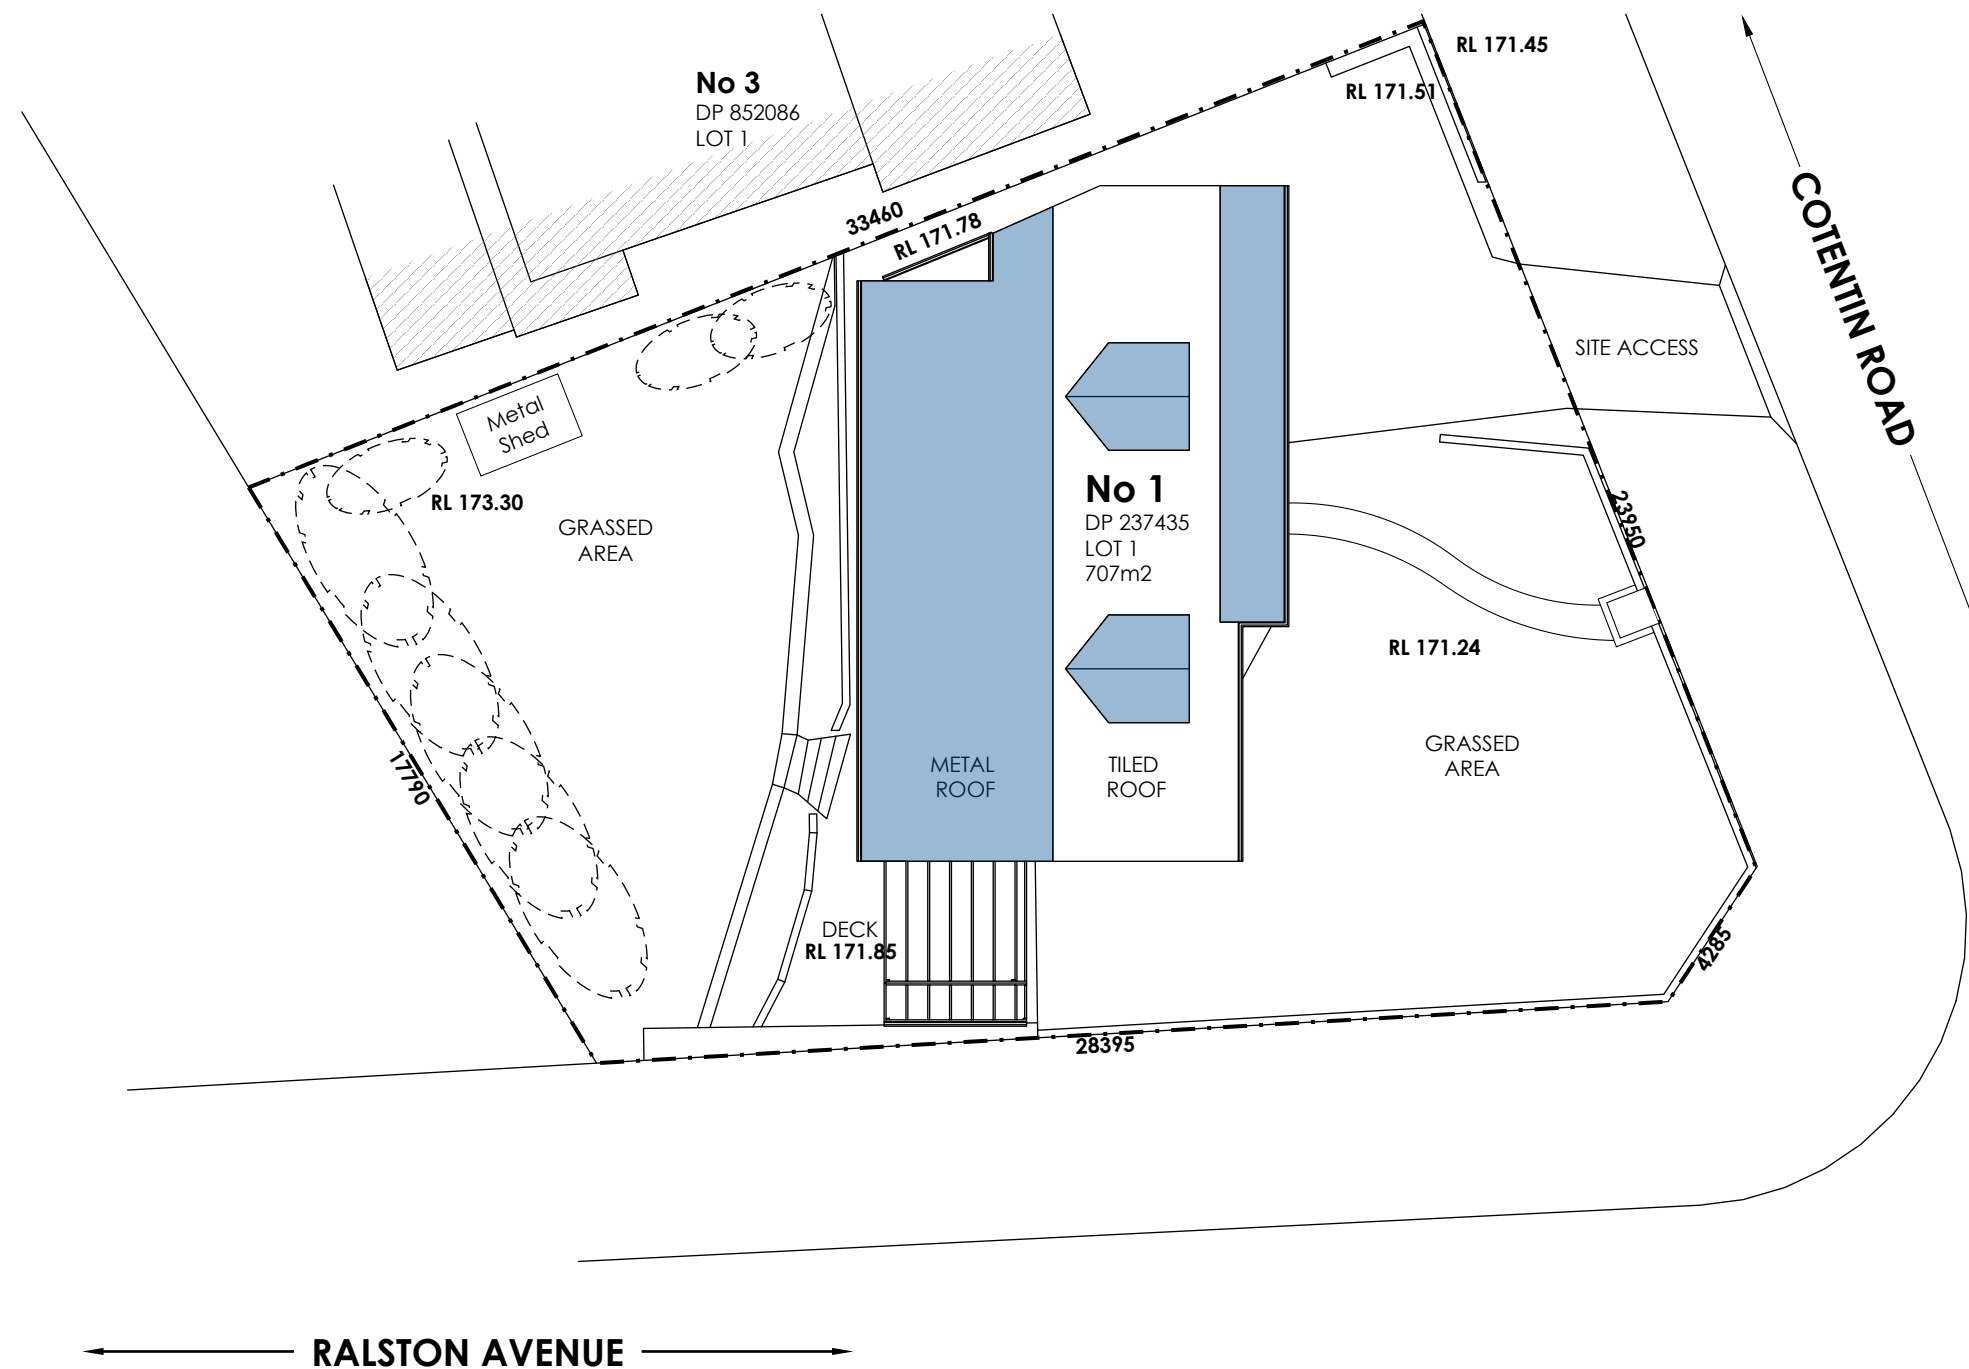 RL 171.45
No 3
DP 852086
LOT 1
RL 171.51
33460
RL 171.78
COTENTIN ROAD
SITE ACCESS
Metal
Shed
RL 173.30
GRASSED
AREA
No 1
DP 237435
LOT 1
707m2
23950
RL 171.24
GRASSED
AREA
METAL
ROOF
TILED
ROOF
17790
DECK
RL 171.85
4285
28395
RALSTON AVENUE